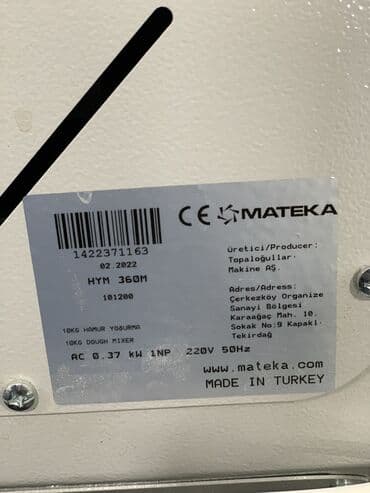 1422371163
02.2022
HYM 360M
101200
10KG HAMUR YOĞURMA
10KG DOUGH MIXER
AC 0.37 kW 1NP 220V 50Hz
CE MATEKA
Üretici/Producer:
Topaloğulları
Makine AŞ.
Adres/Adress:
Çerkezköy Organize
Sanayi Bölgesi
Karaağaç Mah. 10.
Sokak No:9 Kapaklı
Tekirdağ
www.mateka.com
MADE IN TURKEY